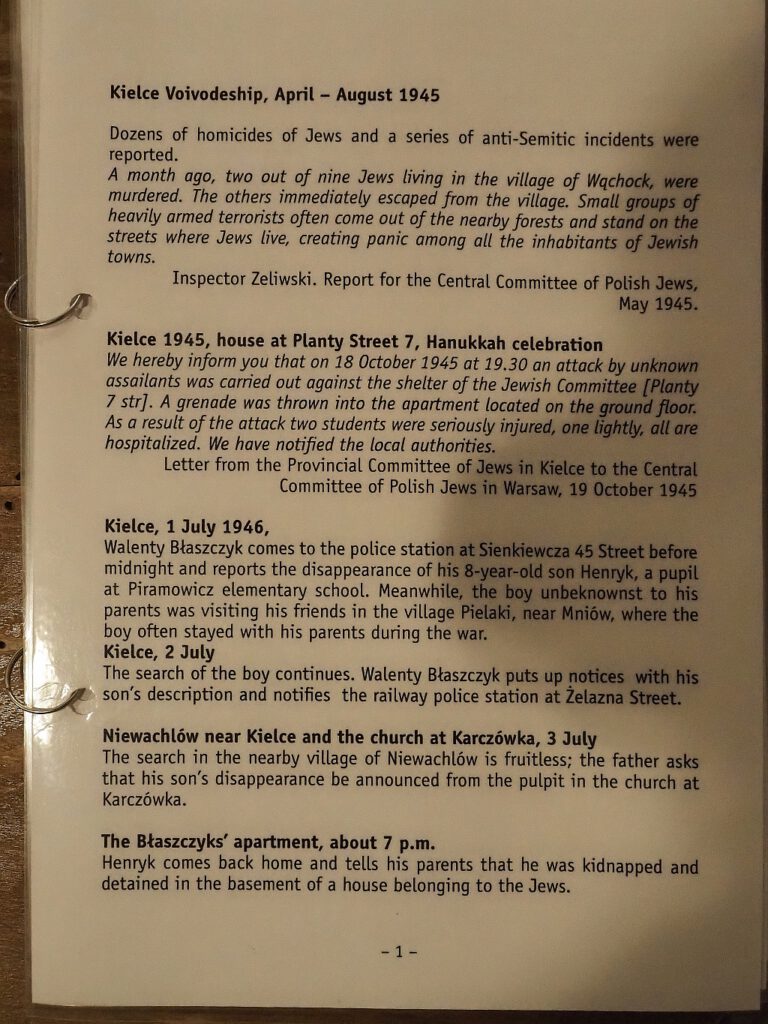 Kielce Voivodeship, April – August 1945
Dozens of homicides of Jews and a series of anti-Semitic incidents were
reported.
A month ago, two out of nine Jews living in the village of Wąchock, were
murdered. The others immediately escaped from the village. Small groups of
heavily armed terrorists often come out of the nearby forests and stand on the
streets where Jews live, creating panic among all the inhabitants of Jewish
towns.
Inspector Zeliwski. Report for the Central Committee of Polish Jews,
May 1945.
Kielce 1945, house at Planty Street 7, Hanukkah celebration
We hereby inform you that on 18 October 1945 at 19.30 an attack by unknown
assailants was carried out against the shelter of the Jewish Committee [Planty
7 str]. A grenade was thrown into the apartment located on the ground floor.
As a result of the attack two students were seriously injured, one lightly, all are
hospitalized. We have notified the local authorities.
Letter from the Provincial Committee of Jews in Kielce to the Central
Committee of Polish Jews in Warsaw, 19 October 1945
Kielce, 1 July 1946,
Walenty Błaszczyk comes to the police station at Sienkiewcza 45 Street before
midnight and reports the disappearance of his 8-year-old son Henryk, a pupil
at Piramowicz elementary school. Meanwhile, the boy unbeknownst to his
parents was visiting his friends in the village Pielaki, near Mniów, where the
boy often stayed with his parents during the war.
Kielce, 2 July
The search of the boy continues. Walenty Błaszczyk puts up notices with his
son's description and notifies the railway police station at Żelazna Street.
Niewachlów near Kielce and the church at Karczówka, 3 July
The search in the nearby village of Niewachlów is fruitless; the father asks
that his son's disappearance be announced from the pulpit in the church at
Karczówka.
The Błaszczyks' apartment, about 7 p.m.
Henryk comes back home and tells his parents that he was kidnapped and
detained in the basement of a house belonging to the Jews.
– 1 –